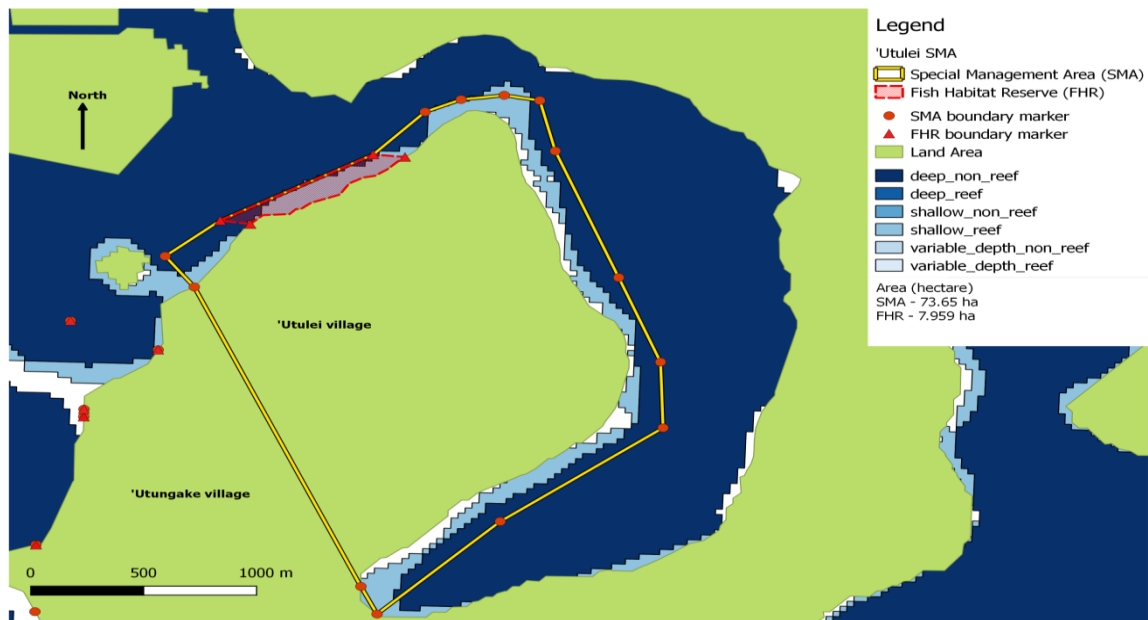 North
'Utulei village
'Utungake village
0 500 1000 m
Legend
'Utulei SMA
Special Management Area (SMA)
Fish Habitat Reserve (FHR)
SMA boundary marker
FHR boundary marker
Land Area
deep_non_reef
deep_reef
shallow_non_reef
shallow_reef
variable_depth_non_reef
variable_depth_reef
Area (hectare)
SMA - 73.65 ha
FHR - 7.959 ha